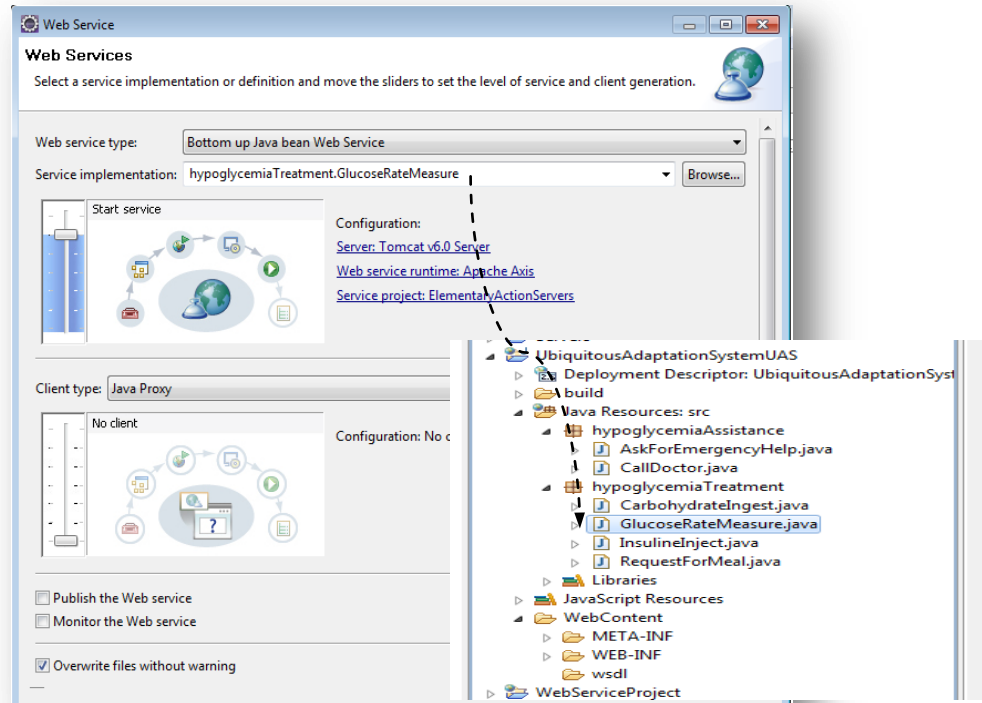 Web Service
Web Services
Select a service implementation or definition and move the sliders to set the level of service and client generation.
Web service type:
Bottom up Java bean Web Service
Service implementation:
hypoglycemiaTreatment.GlucoseRateMeasure
Browse...
Start service
Configuration:
Server: Tomcat v6.0 Server
Web service runtime: Apache Axis
Service project: ElementaryActionServers
Client type:
Java Proxy
No client
Configuration: No c
Servers
UbiquitousAdaptationSystemUAS
Deployment Descriptor: UbiquitousAdaptationSyst
build
Java Resources: src
hypoglycemiaAssistance
AskForEmergencyHelp.java
CallDoctor.java
hypoglycemiaTreatment
CarbohydrateIngest.java
GlucoseRateMeasure.java
InsulineInject.java
RequestForMeal.java
Libraries
JavaScript Resources
WebContent
META-INF
WEB-INF
wsdl
WebServiceProject
Publish the Web service
Monitor the Web service
Overwrite files without warning